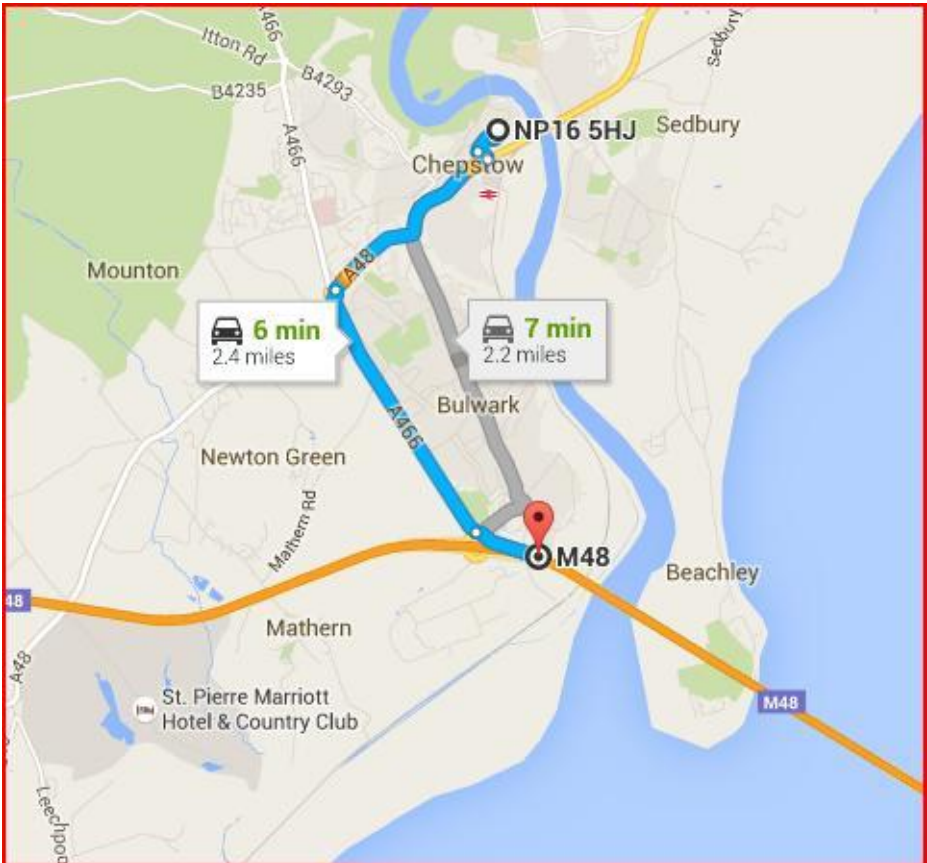 A466
Itton Rd
B4293
B4235
A466
Sedbury
NP16 5HJ
Sedbury
Chepstow
Mounton
A48
6 min
2.4 miles
7 min
2.2 miles
Bulwark
A466
Newton Green
Mathern Rd
M48
Beachley
48
Mathern
A48
St. Pierre Marriott
Hotel & Country Club
M48